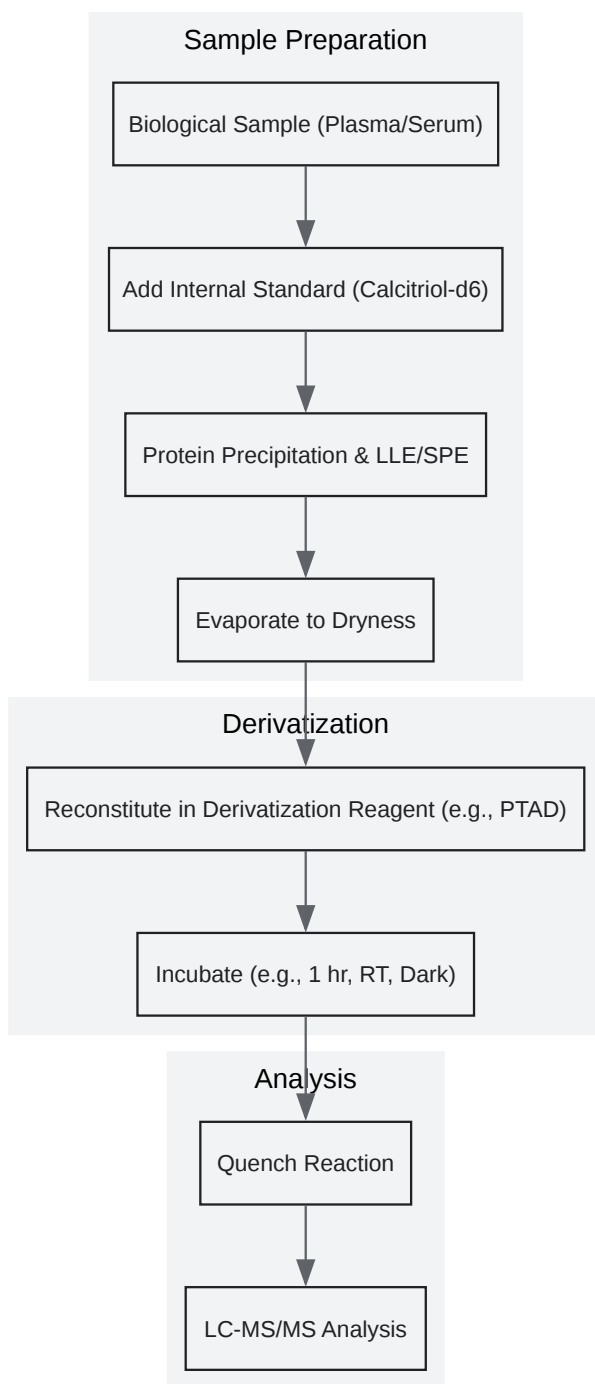 Sample Preparation
Biological Sample (Plasma/Serum)
Add Internal Standard (Calcitriol-d6)
Protein Precipitation & LLE/SPE
Evaporate to Dryness
Derivatization
Reconstitute in Derivatization Reagent (e.g., PTAD)
Incubate (e.g., 1 hr, RT, Dark)
Analysis
Quench Reaction
LC-MS/MS Analysis